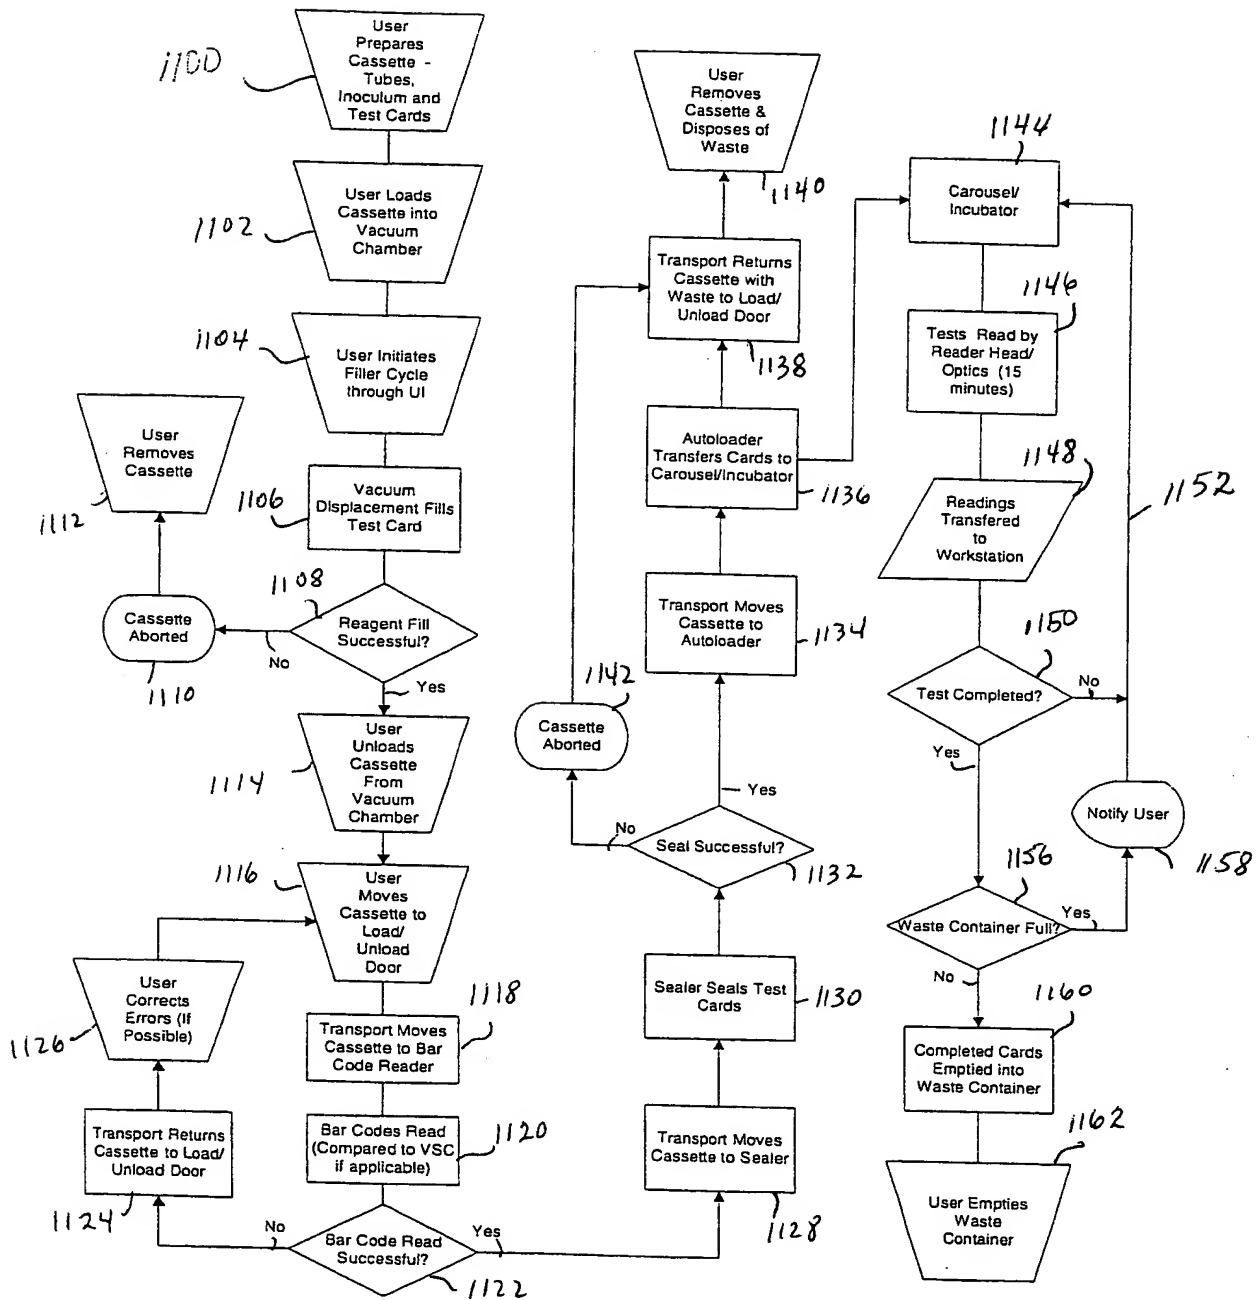 1100
User
Prepares
Cassette -
Tubes,
Inoculum and
Test Cards
1102
User Loads
Cassette into
Vacuum
Chamber
1104
User Initiates
Filler Cycle
through UI
1106
Vacuum
Displacement Fills
Test Card
1108
Reagent Fill
Successful?
No
Yes
1110
Cassette
Aborted
1112
User
Removes
Cassette
1114
User
Unloads
Cassette
From
Vacuum
Chamber
1116
User
Moves
Cassette to
Load/
Unload
Door
1118
Transport Moves
Cassette to Bar
Code Reader
1120
Bar Codes Read
(Compared to VSC
if applicable)
1122
Bar Code Read
Successful?
No
Yes
1124
Transport Returns
Cassette to Load/
Unload Door
1126
User
Corrects
Errors (If
Possible)
1128
Transport Moves
Cassette to Sealer
1130
Sealer Seals Test
Cards
1132
Seal Successful?
No
Yes
1142
Cassette
Aborted
1134
Transport Moves
Cassette to
Autoloader
1136
Autoloader
Transfers Cards to
Carousel/Incubator
1138
Transport Returns
Cassette with
Waste to Load/
Unload Door
1140
User
Removes
Cassette &
Disposes of
Waste
1144
Carousel/
Incubator
1146
Tests Read by
Reader Head/
Optics (15
minutes)
1148
Readings
Transfered
to
Workstation
1150
Test Completed?
No
Yes
1152
1156
Waste Container Full?
Yes
No
1158
Notify User
1160
Completed Cards
Emptied into
Waste Container
1162
User Empties
Waste
Container